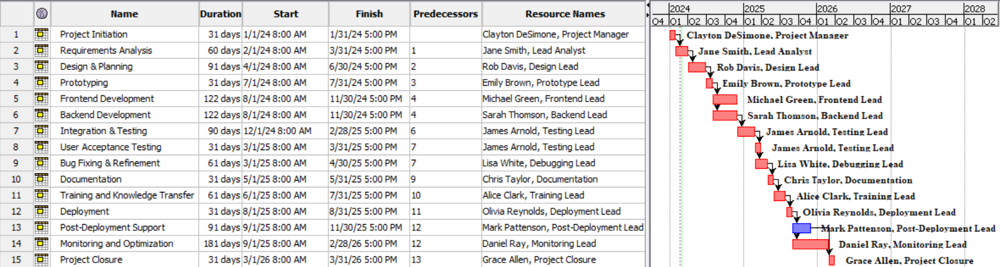 Name Duration Start Finish Predecessors Resource Names
1 Project Initiation 31 days 1/1/24 8:00 AM 1/31/24 5:00 PM Clayton DeSimone, Project Manager
2 Requirements Analysis 60 days 2/1/24 8:00 AM 3/31/24 5:00 PM 1 Jane Smith, Lead Analyst
3 Design & Planning 91 days 4/1/24 8:00 AM 6/30/24 5:00 PM 2 Rob Davis, Design Lead
4 Prototyping 31 days 7/1/24 8:00 AM 7/31/24 5:00 PM 3 Emily Brown, Prototype Lead
5 Frontend Development 122 days 8/1/24 8:00 AM 11/30/24 5:00 PM 4 Michael Green, Frontend Lead
6 Backend Development 122 days 8/1/24 8:00 AM 11/30/24 5:00 PM 4 Sarah Thomson, Backend Lead
7 Integration & Testing 90 days 12/1/24 8:00 AM 2/28/25 5:00 PM 6 James Arnold, Testing Lead
8 User Acceptance Testing 31 days 3/1/25 8:00 AM 3/31/25 5:00 PM 7 James Arnold, Testing Lead
9 Bug Fixing & Refinement 61 days 3/1/25 8:00 AM 4/30/25 5:00 PM 7 Lisa White, Debugging Lead
10 Documentation 31 days 5/1/25 8:00 AM 5/31/25 5:00 PM 9 Chris Taylor, Documentation
11 Training and Knowledge Transfer 61 days 6/1/25 8:00 AM 7/31/25 5:00 PM 10 Alice Clark, Training Lead
12 Deployment 31 days 8/1/25 8:00 AM 8/31/25 5:00 PM 11 Olivia Reynolds, Deployment Lead
13 Post-Deployment Support 91 days 9/1/25 8:00 AM 11/30/25 5:00 PM 12 Mark Pattenson, Post-Deployment Lead
14 Monitoring and Optimization 181 days 9/1/25 8:00 AM 2/28/26 5:00 PM 12 Daniel Ray, Monitoring Lead
15 Project Closure 31 days 3/1/26 8:00 AM 3/31/26 5:00 PM 13 Grace Allen, Project Closure
2024 2025 2026 2027 2028
Q4 Q1 Q2 Q3 Q4 Q1 Q2 Q3 Q4 Q1 Q2 Q3 Q4 Q1 Q2 Q3 Q4 Q1 Q2
Clayton DeSimone, Project Manager
Jane Smith, Lead Analyst
Rob Davis, Design Lead
Emily Brown, Prototype Lead
Michael Green, Frontend Lead
Sarah Thomson, Backend Lead
James Arnold, Testing Lead
James Arnold, Testing Lead
Lisa White, Debugging Lead
Chris Taylor, Documentation
Alice Clark, Training Lead
Olivia Reynolds, Deployment Lead
Mark Pattenson, Post-Deployment Lead
Daniel Ray, Monitoring Lead
Grace Allen, Project Closure